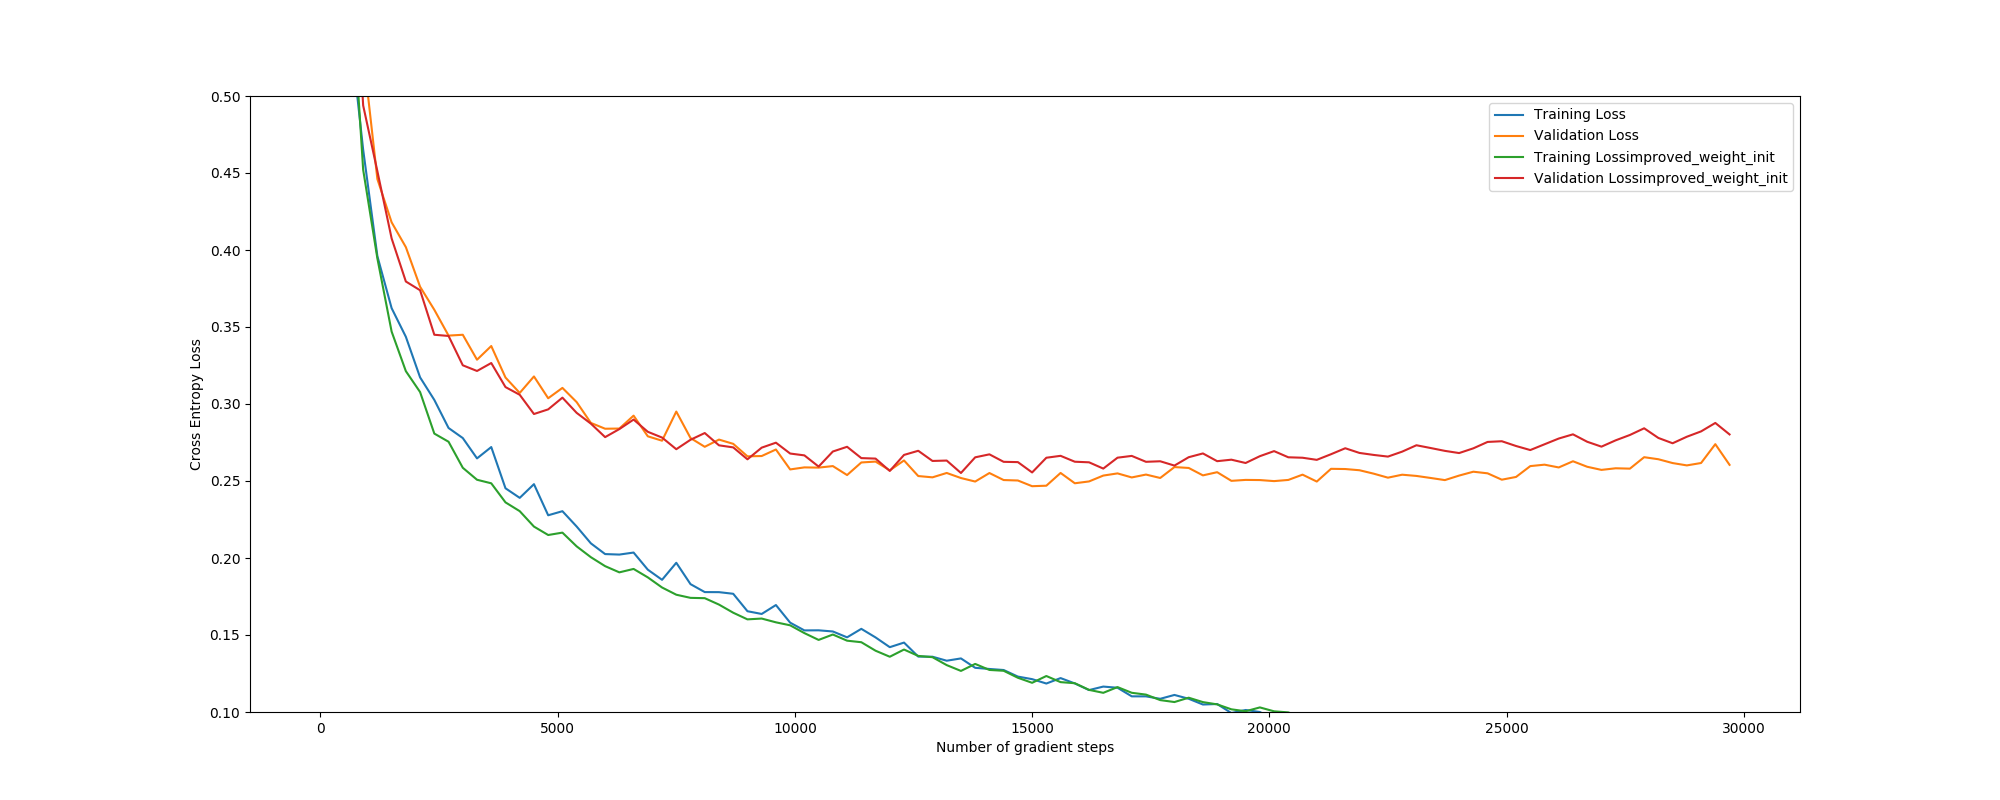 0.50
0.45
0.40
0.35
0.30
0.25
0.20
0.15
0.10
Cross Entropy Loss
0 5000 10000 15000 20000 25000 30000
Number of gradient steps
Training Loss
Validation Loss
Training Lossimproved_weight_init
Validation Lossimproved_weight_init